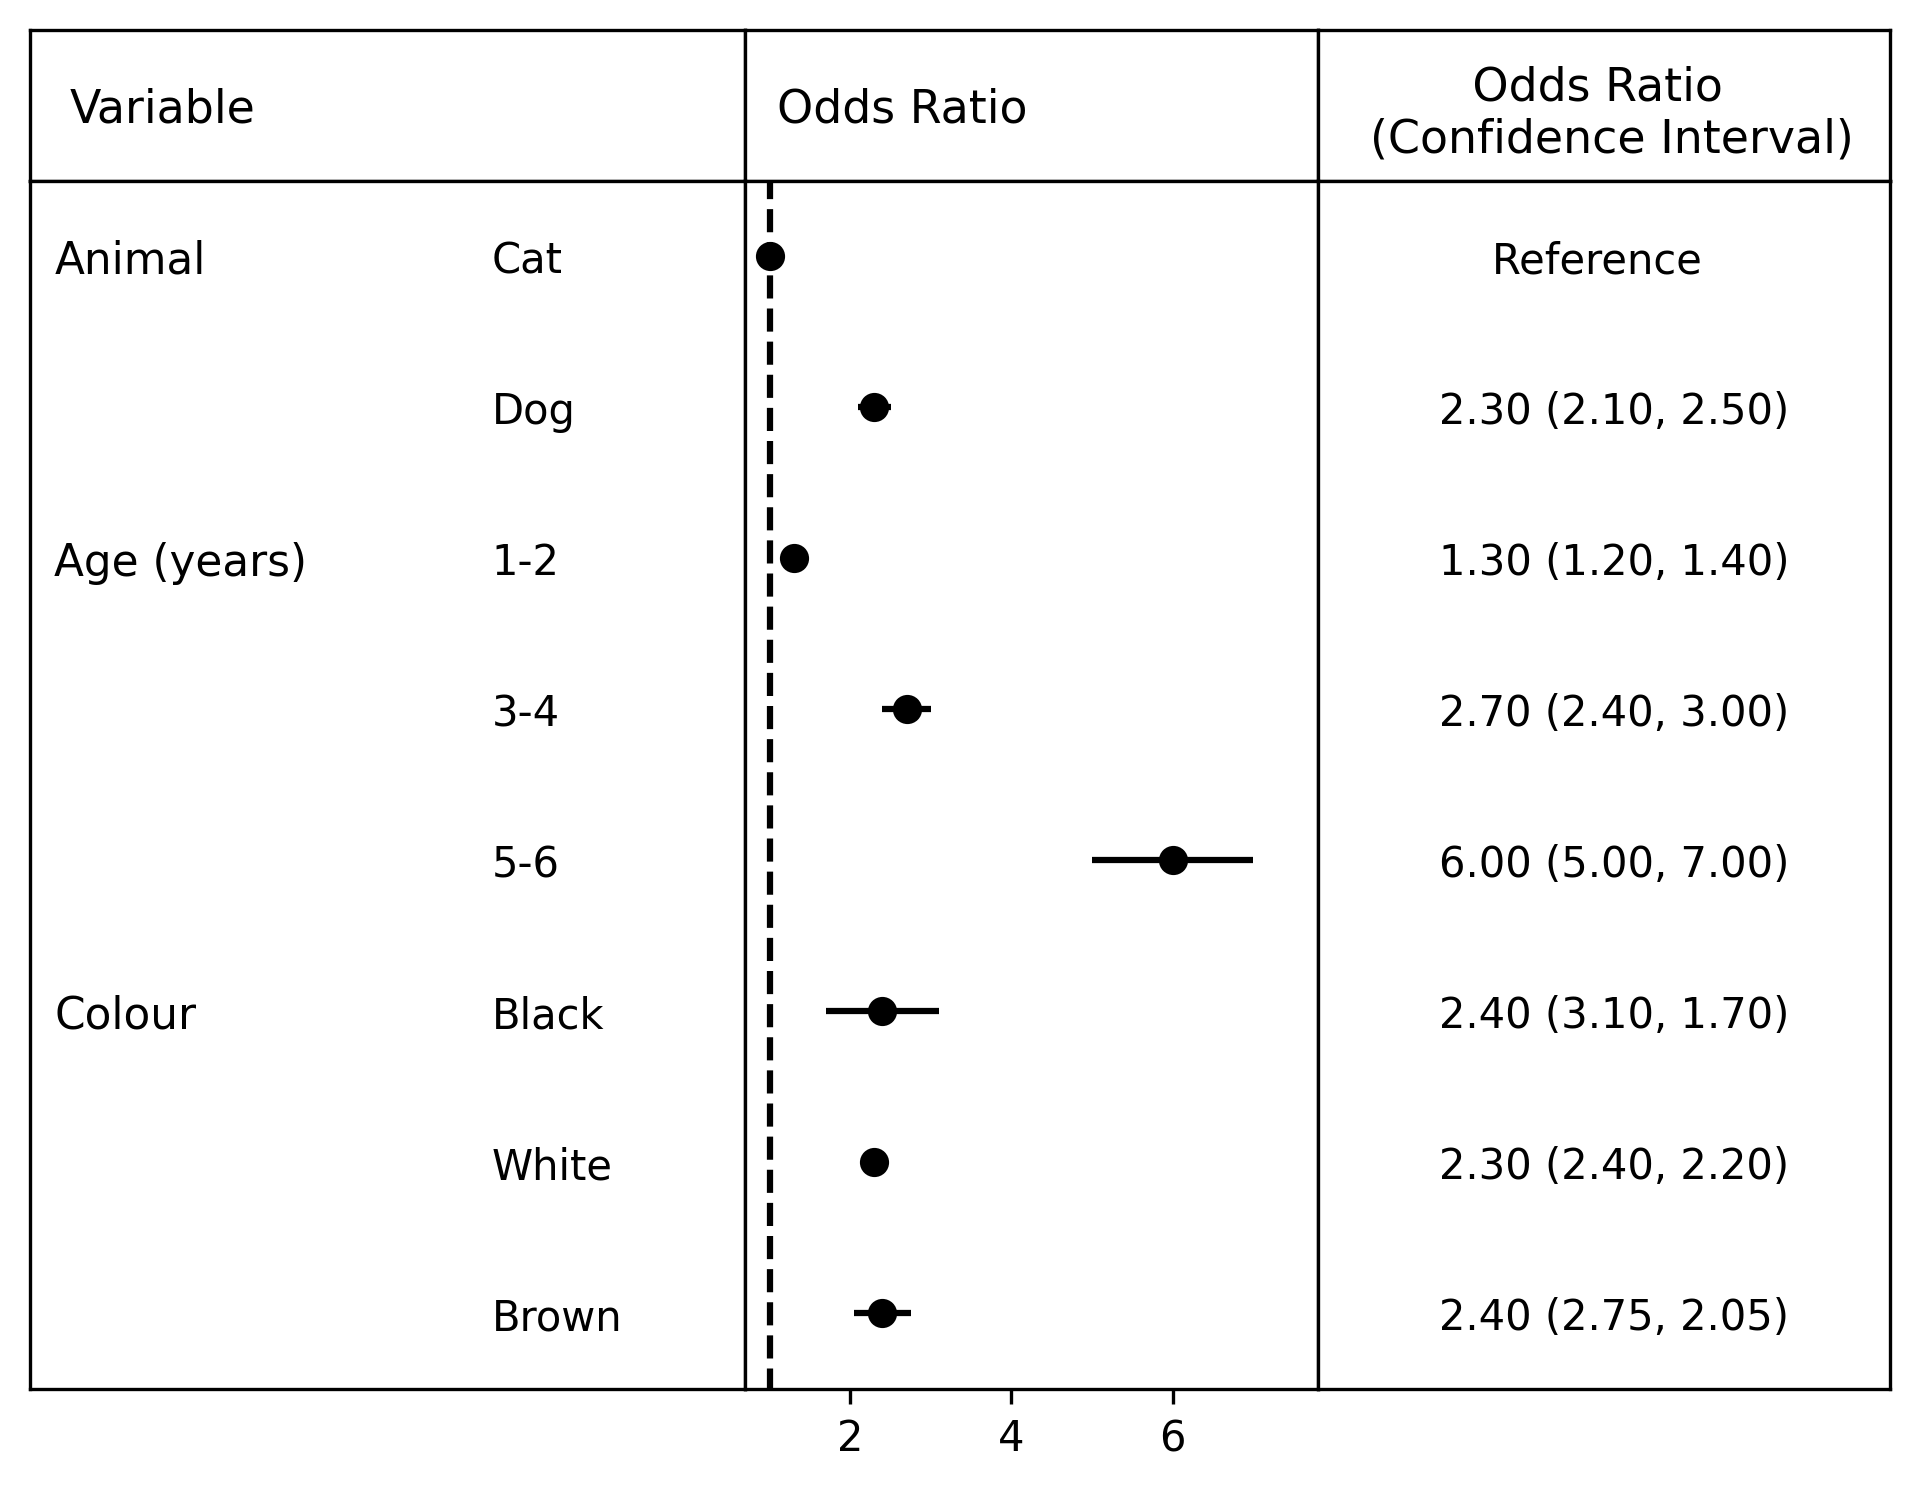 Variable
Odds Ratio
Odds Ratio
(Confidence Interval)
Animal Cat Reference
Dog 2.30 (2.10, 2.50)
Age (years) 1-2 1.30 (1.20, 1.40)
3-4 2.70 (2.40, 3.00)
5-6 6.00 (5.00, 7.00)
Colour Black 2.40 (3.10, 1.70)
White 2.30 (2.40, 2.20)
Brown 2.40 (2.75, 2.05)
2 4 6